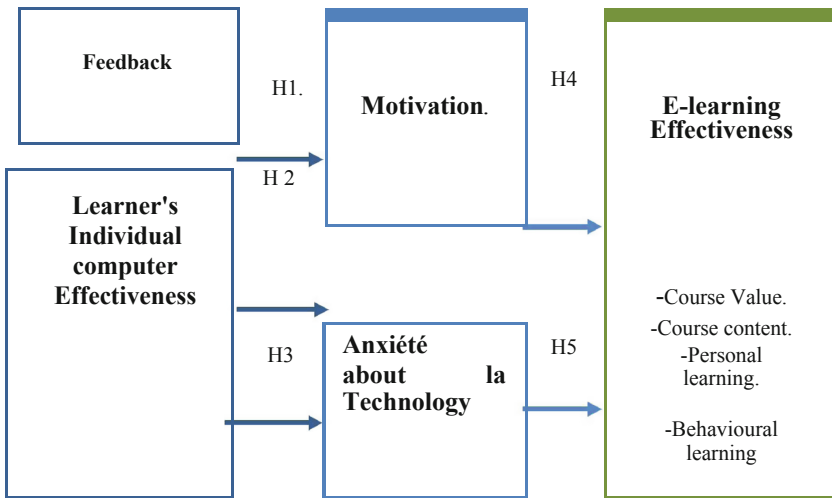 Feedback
H1.
H 2
Learner's
Individual
computer
Effectiveness
H3
Motivation.
Anxiété
about la
Technology
H4
H5
E-learning
Effectiveness
-Course Value.
-Course content.
-Personal
learning.
-Behavioural
learning